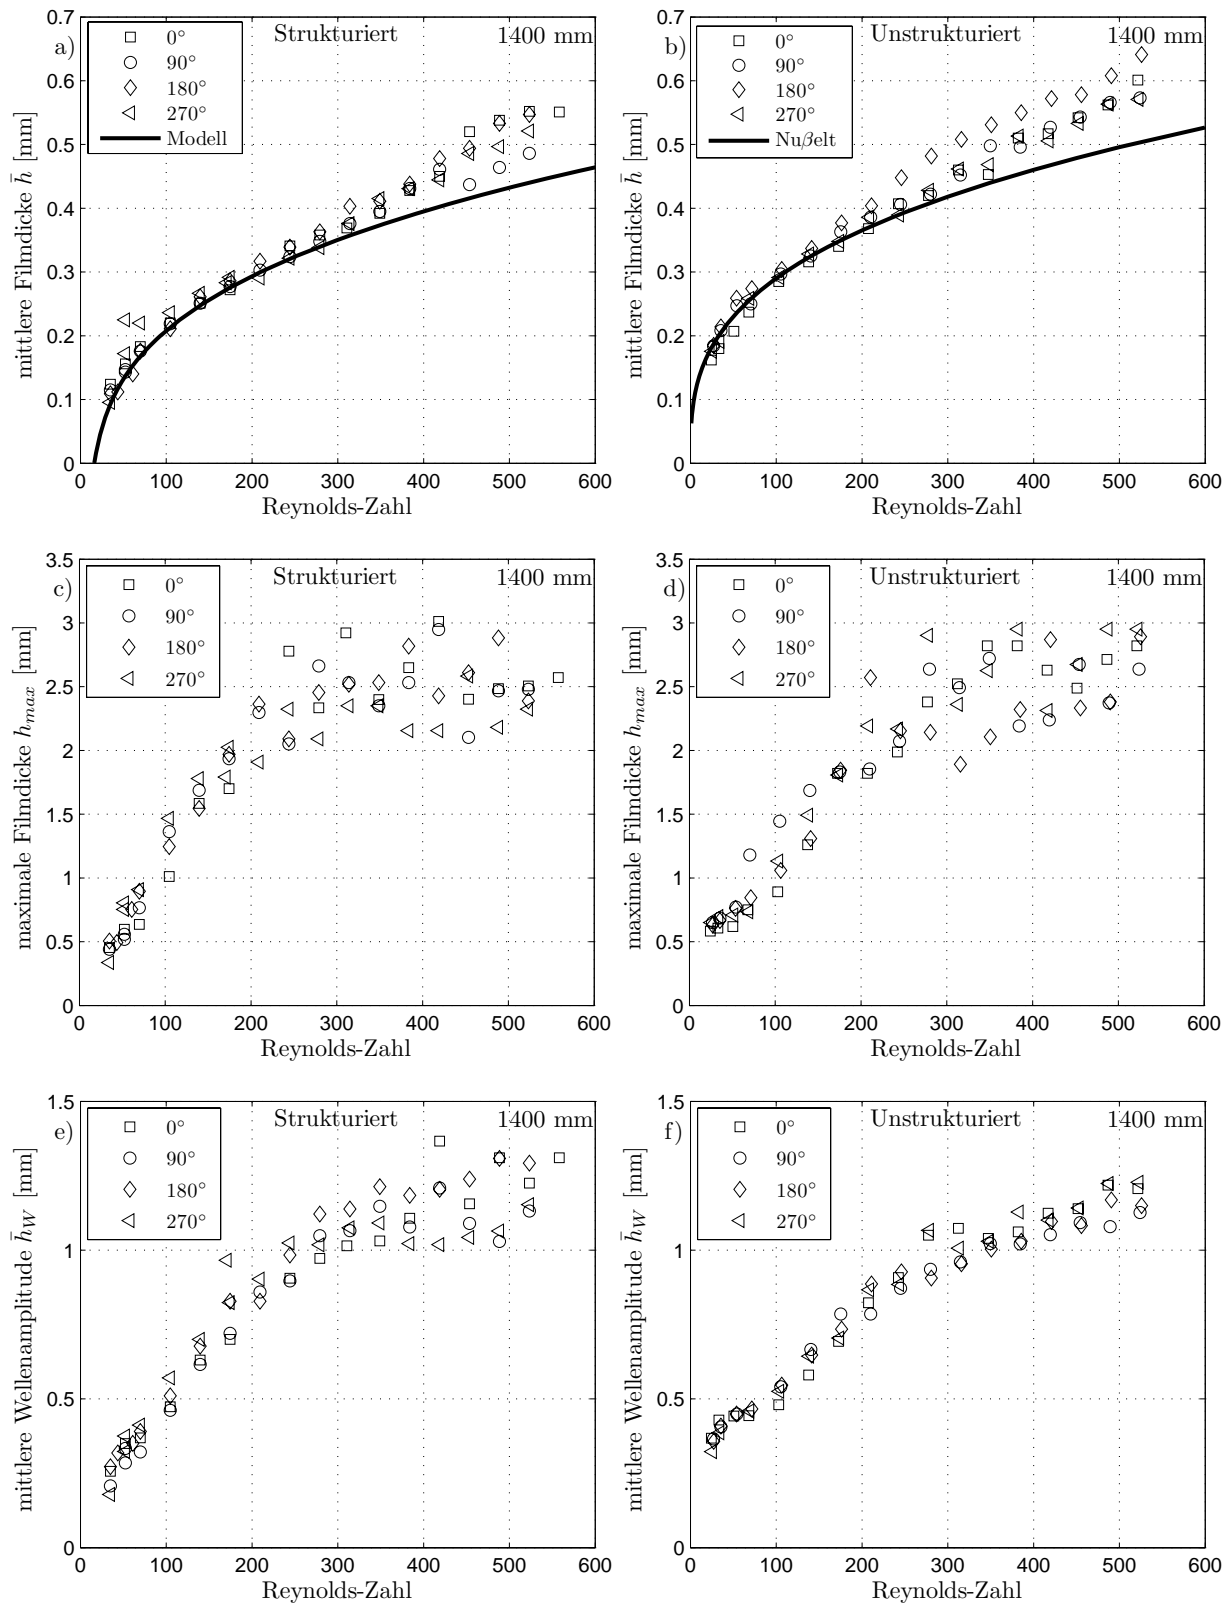 a)
Strukturiert
1400 mm
0°
90°
180°
270°
Modell
mittlere Filmdicke h̄ [mm]
0.7
0.6
0.5
0.4
0.3
0.2
0.1
0
0 100 200 300 400 500 600
Reynolds-Zahl
b)
Unstrukturiert
1400 mm
0°
90°
180°
270°
Nußelt
mittlere Filmdicke h̄ [mm]
0.7
0.6
0.5
0.4
0.3
0.2
0.1
0
0 100 200 300 400 500 600
Reynolds-Zahl
c)
Strukturiert
1400 mm
0°
90°
180°
270°
maximale Filmdicke hmax [mm]
3.5
3
2.5
2
1.5
1
0.5
0
0 100 200 300 400 500 600
Reynolds-Zahl
d)
Unstrukturiert
1400 mm
0°
90°
180°
270°
maximale Filmdicke hmax [mm]
3.5
3
2.5
2
1.5
1
0.5
0
0 100 200 300 400 500 600
Reynolds-Zahl
e)
Strukturiert
1400 mm
0°
90°
180°
270°
mittlere Wellenamplitude h̄W [mm]
1.5
1
0.5
0
0 100 200 300 400 500 600
Reynolds-Zahl
f)
Unstrukturiert
1400 mm
0°
90°
180°
270°
mittlere Wellenamplitude h̄W [mm]
1.5
1
0.5
0
0 100 200 300 400 500 600
Reynolds-Zahl